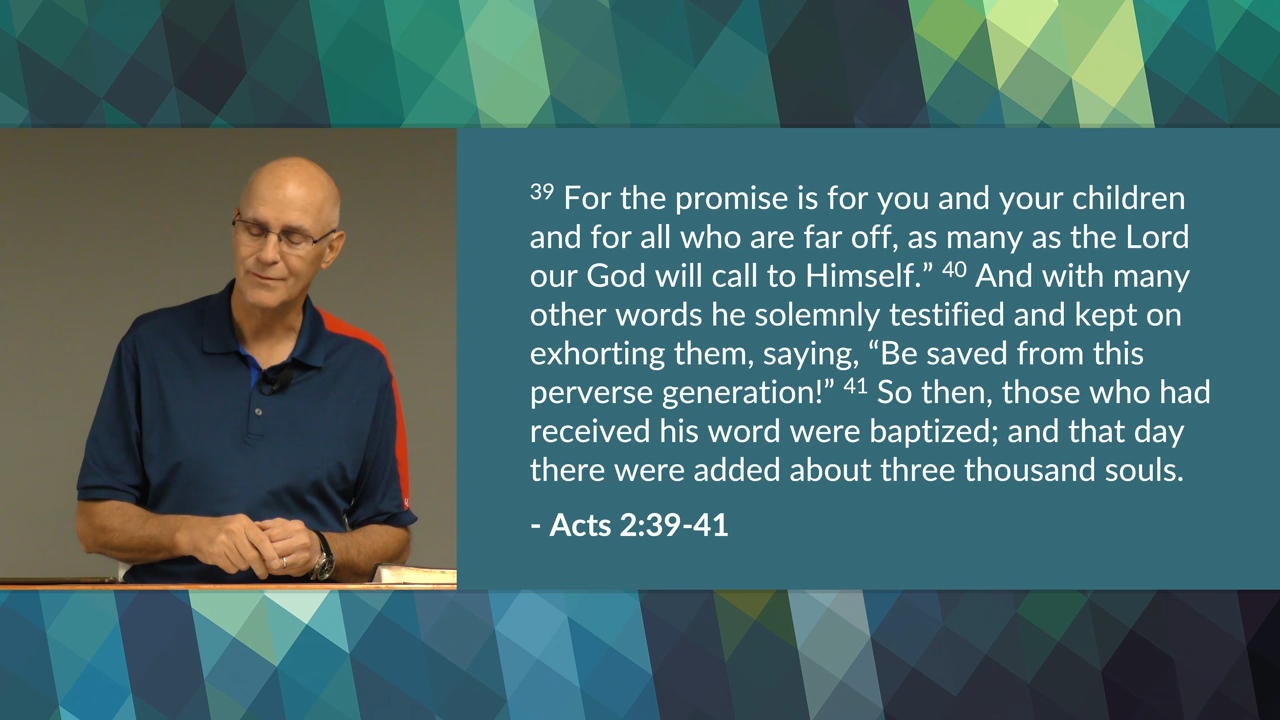 39 For the promise is for you and your children
and for all who are far off, as many as the Lord
our God will call to Himself.” 40 And with many
other words he solemnly testified and kept on
exhorting them, saying, “Be saved from this
perverse generation!” 41 So then, those who had
received his word were baptized; and that day
there were added about three thousand souls.
- Acts 2:39-41